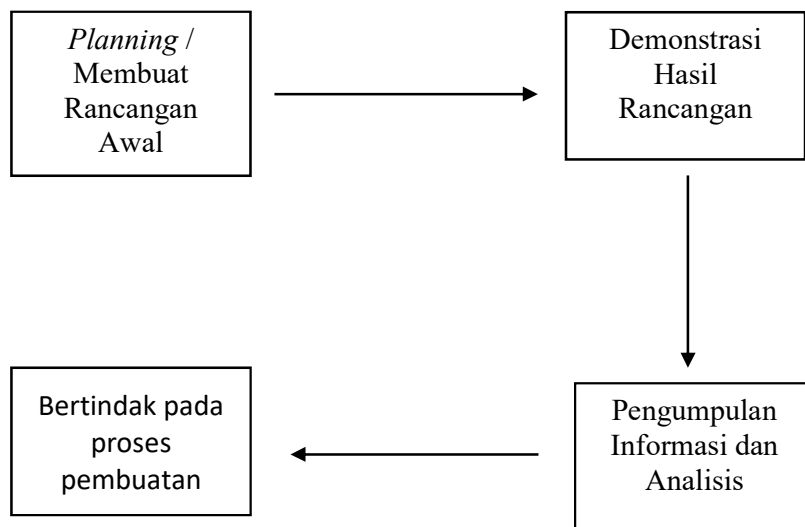 Planning /
Membuat
Rancangan
Awal
Demonstrasi
Hasil
Rancangan
Pengumpulan
Informasi dan
Analisis
Bertindak pada
proses
pembuatan